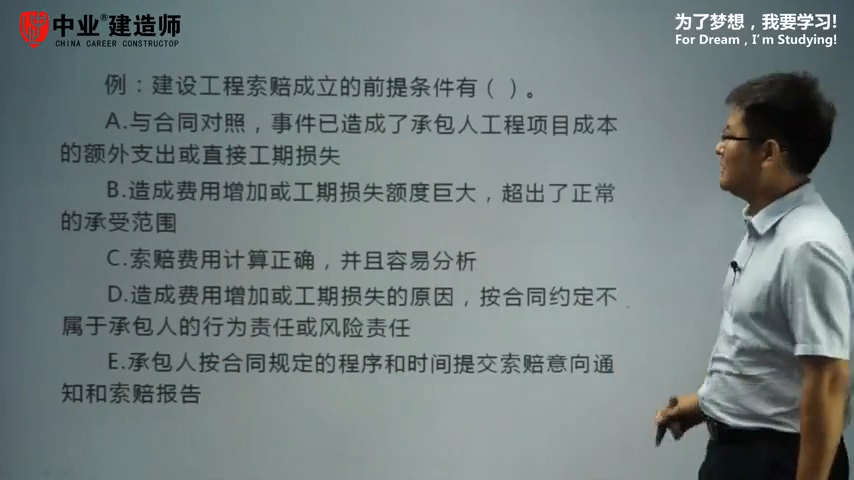 中业®建造师
CHINA CAREER CONSTRUCTOP
为了梦想，我要学习!
For Dream , I'm Studying!
例：建设工程索赔成立的前提条件有（ ）。
A.与合同对照，事件已造成了承包人工程项目成本
的额外支出或直接工期损失
B.造成费用增加或工期损失额度巨大，超出了正常
的承受范围
C.索赔费用计算正确，并且容易分析
D.造成费用增加或工期损失的原因，按合同约定不
属于承包人的行为责任或风险责任
E.承包人按合同规定的程序和时间提交索赔意向通
知和索赔报告